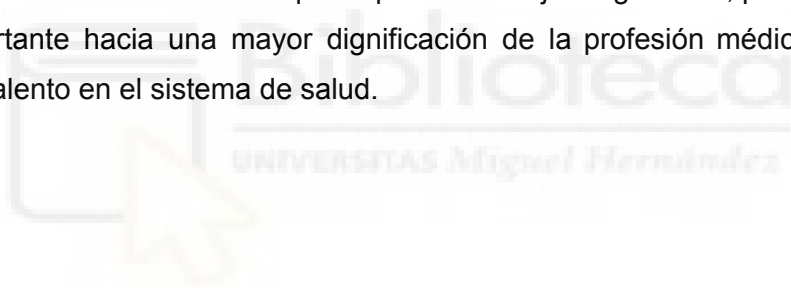 rtante hacia una mayor dignificación de la profesión médic
alento en el sistema de salud.
Biblioteca
UNIVERSITAS Miguel Hernández